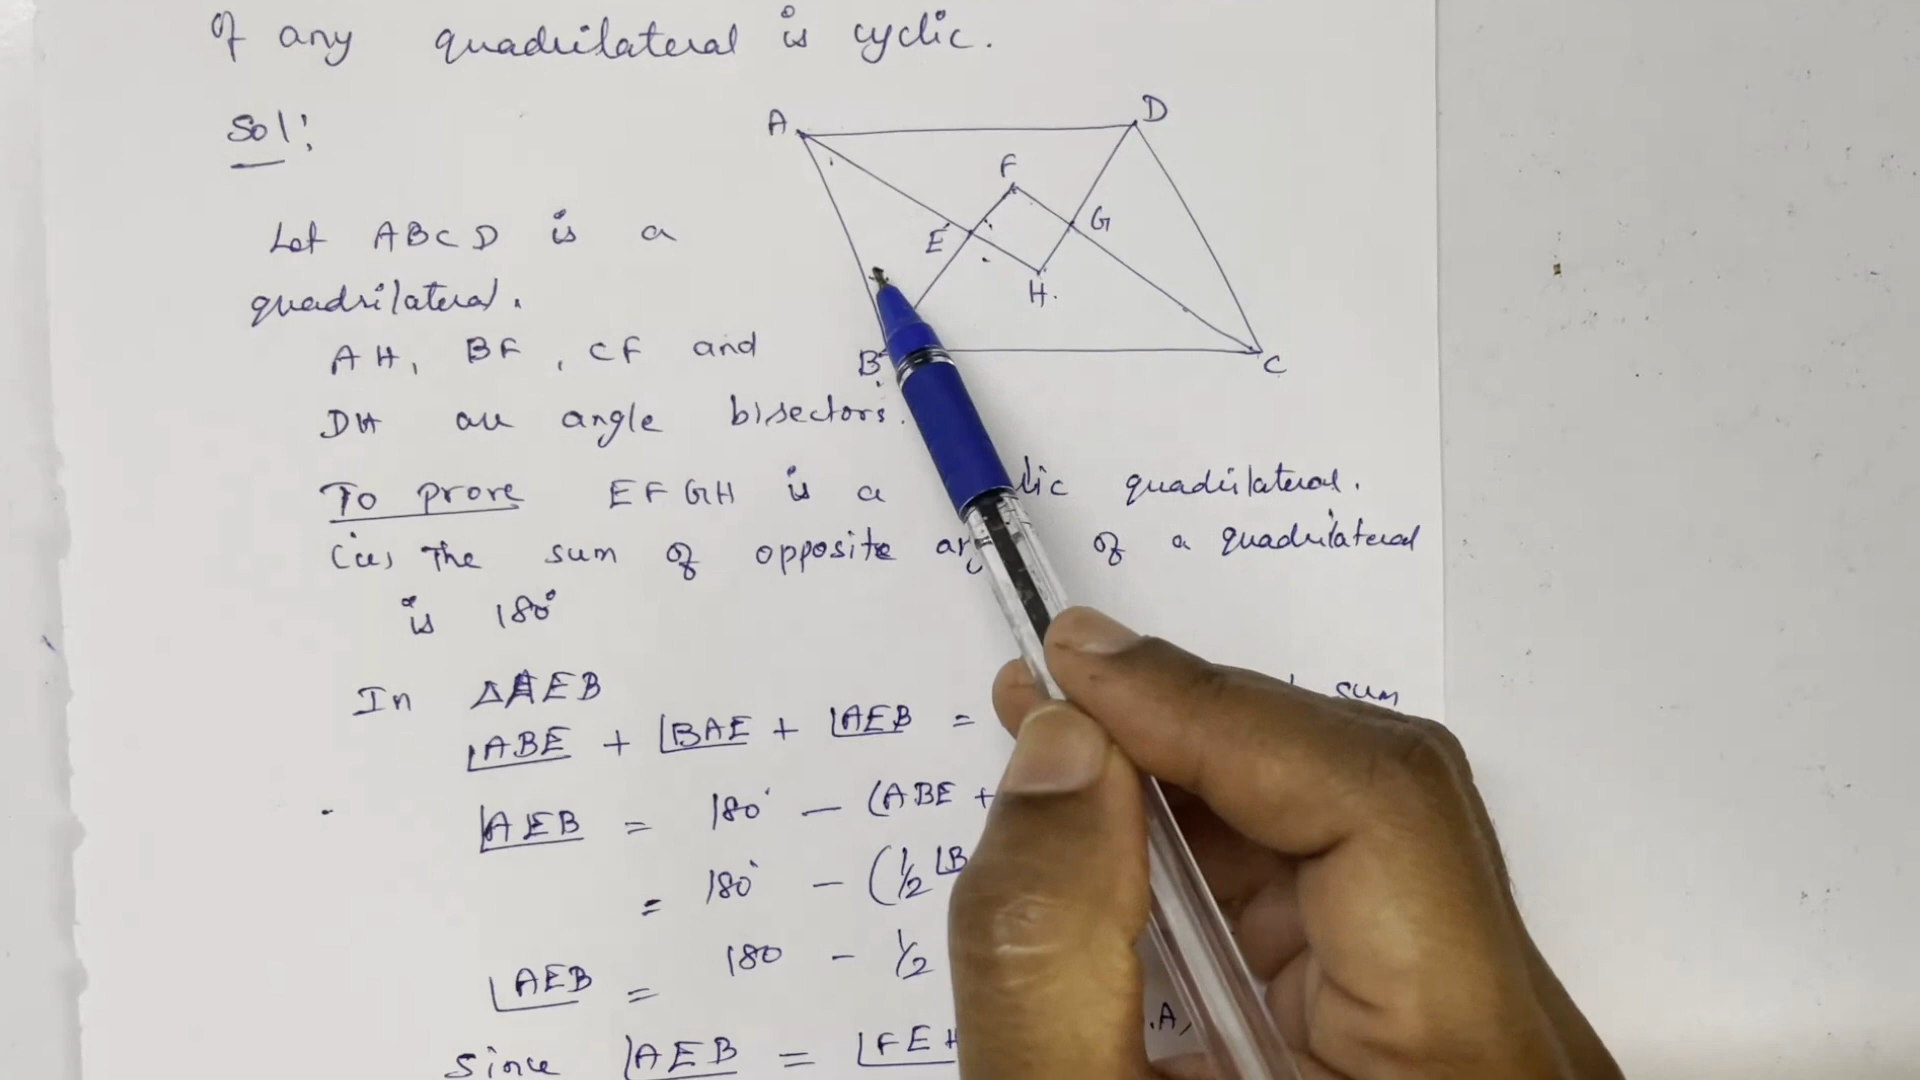 of any quadrilateral is cyclic.
Sol:
A
D
F
G
E
H.
B
C
Let ABCD is a
quadrilateral.
AH, BF, CF and
DH are angle bisectors.
To prove EFGH is a lic quadrilateral.
(ie) The sum of opposite of a quadrilateral
is 180°
In ΔAEB
∠ABE + ∠BAE + ∠AEB = sum
∠AEB = 180° - (ABE +
= 180° - (1/2 ∠B
∠AEB = 180 - 1/2
.A,
Since ∠AEB = ∠FEH